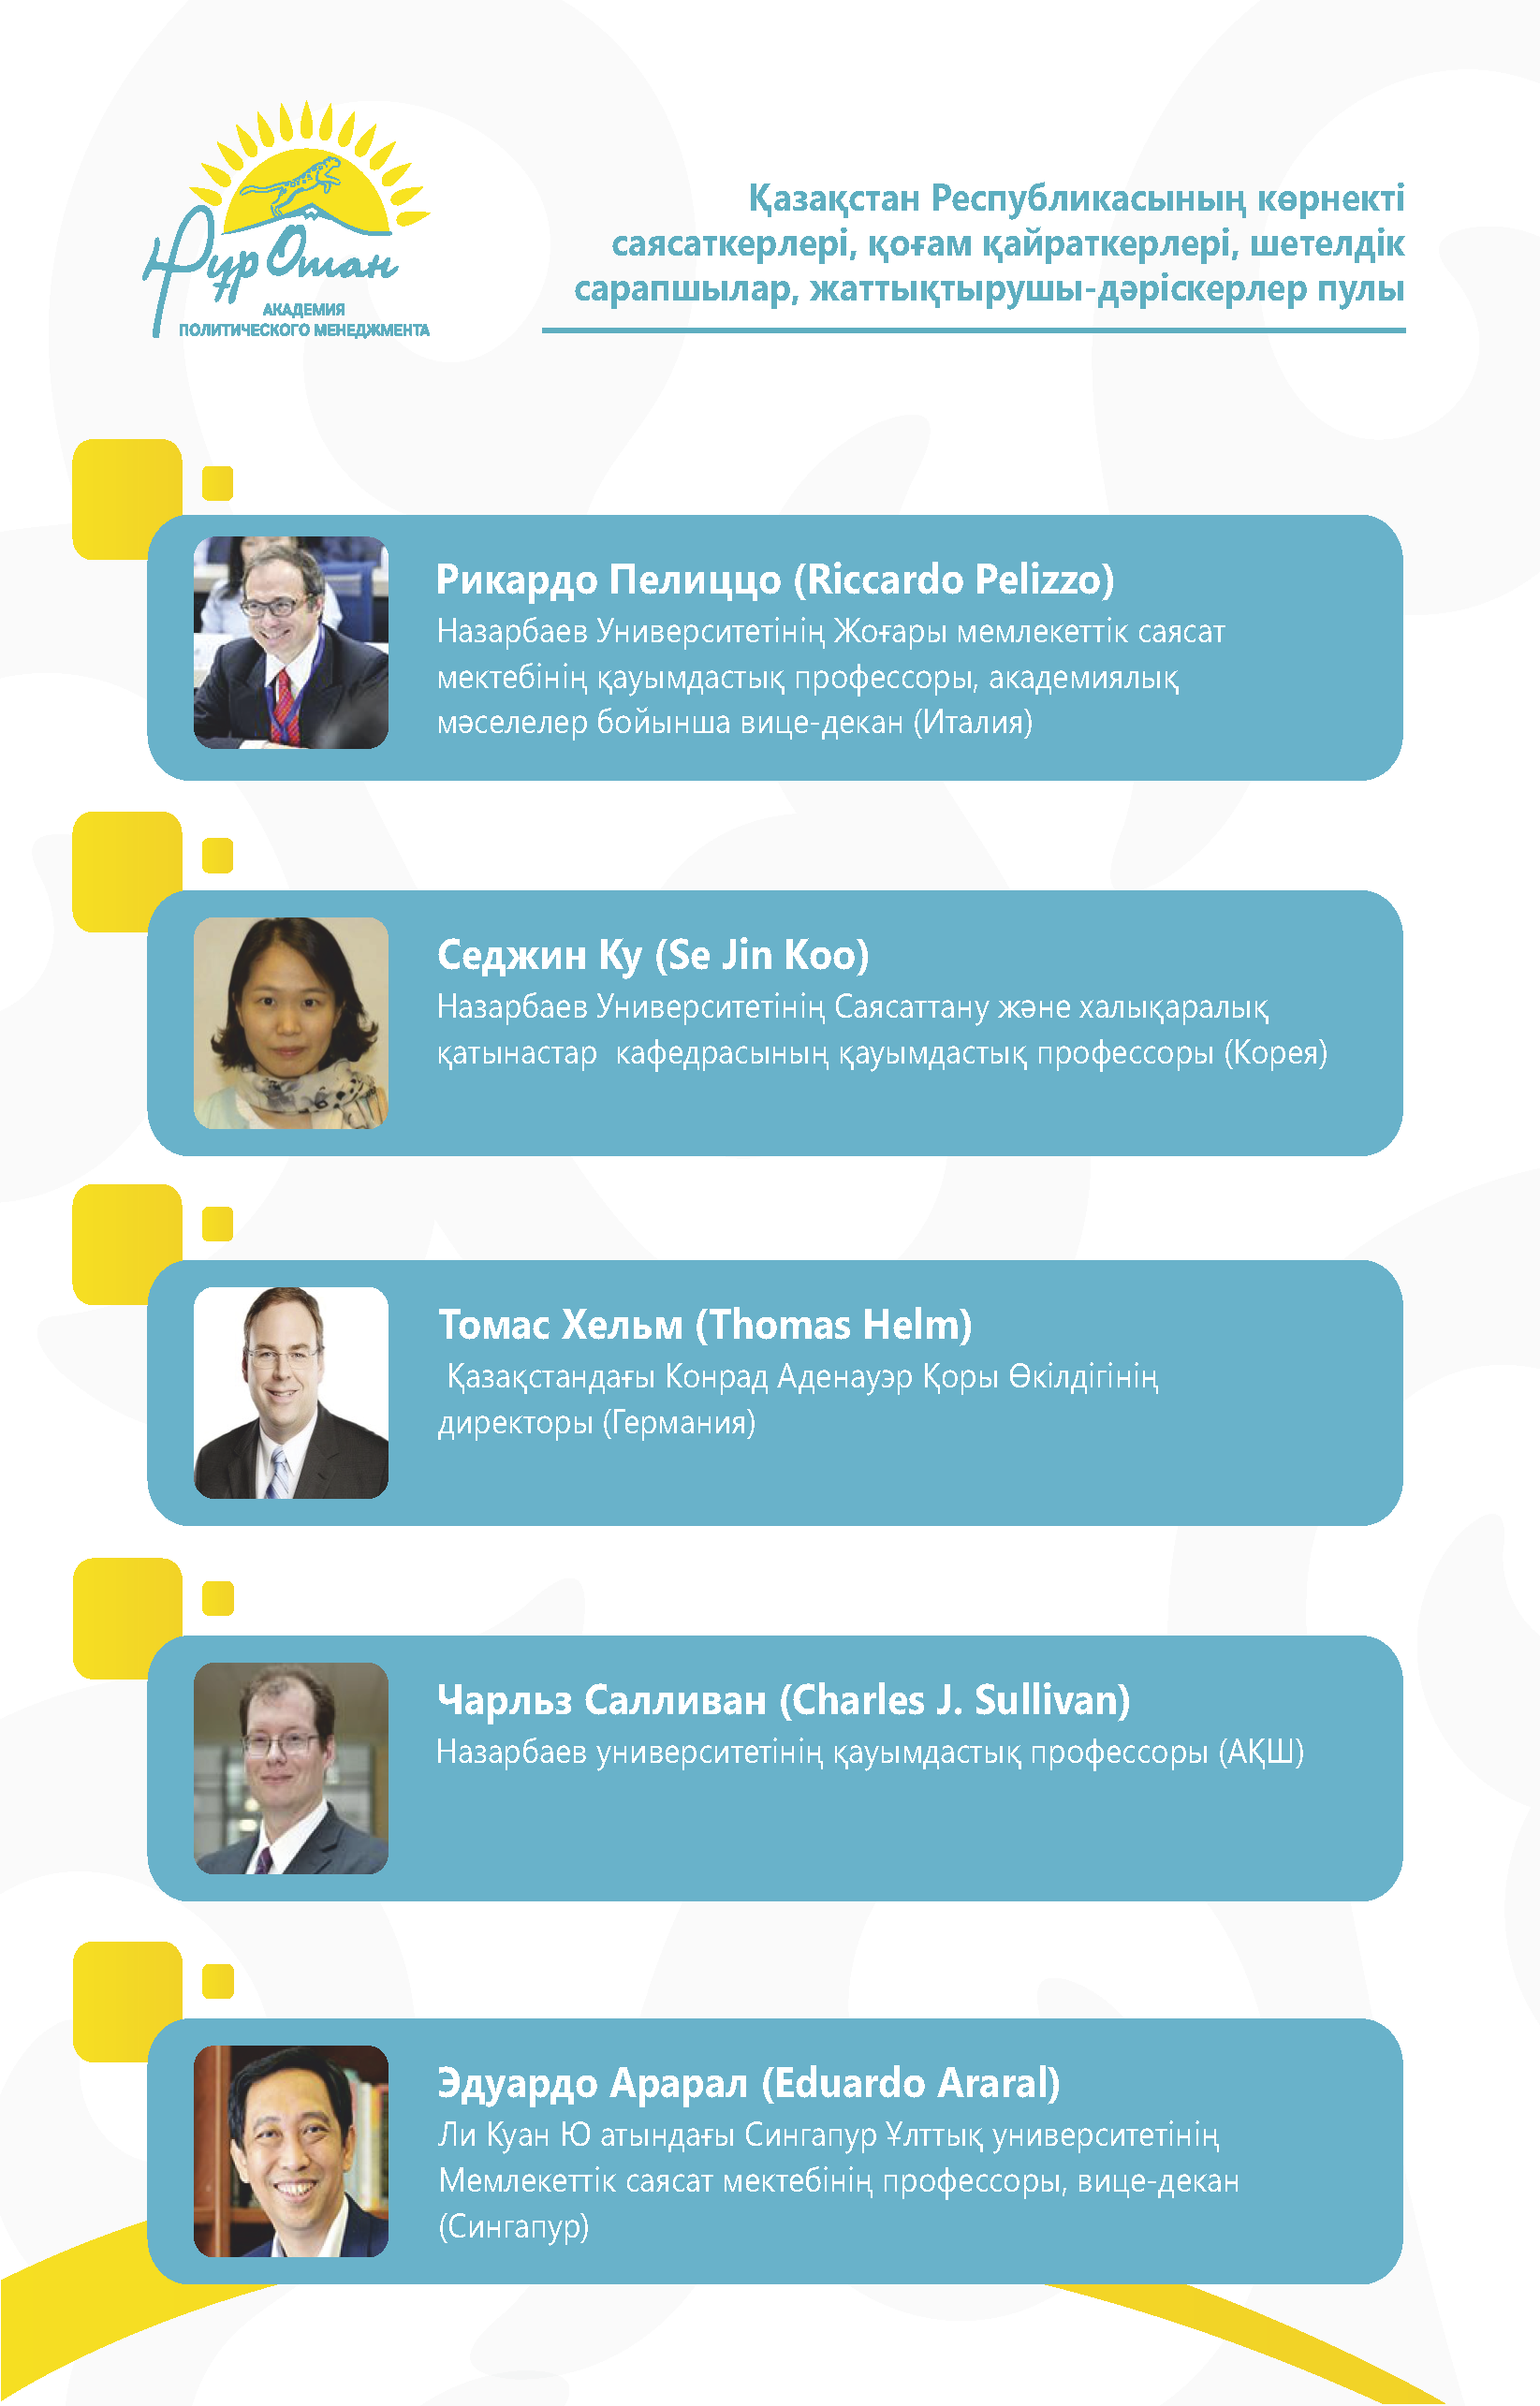 Нұр Отан
АКАДЕМИЯ
ПОЛИТИЧЕСКОГО МЕНЕДЖМЕНТА
Қазақстан Республикасының көрнекті
саясаткерлері, қоғам қайраткерлері, шетелдік
сарапшылар, жаттықтырушы-дәріскерлер пулы
Рикардо Пелиццо (Riccardo Pelizzo)
Назарбаев Университетінің Жоғары мемлекеттік саясат
мектебінің қауымдастық профессоры, академиялық
мәселелер бойынша вице-декан (Италия)
Седжин Ку (Se Jin Koo)
Назарбаев Университетінің Саясаттану және халықаралық
қатынастар кафедрасының қауымдастық профессоры (Корея)
Томас Хельм (Thomas Helm)
Қазақстандағы Конрад Аденауэр Қоры Өкілдігінің
директоры (Германия)
Чарльз Салливан (Charles J. Sullivan)
Назарбаев университетінің қауымдастық профессоры (АҚШ)
Эдуардо Арарал (Eduardo Araral)
Ли Куан Ю атындағы Сингапур Ұлттық университетінің
Мемлекеттік саясат мектебінің профессоры, вице-декан
(Сингапур)